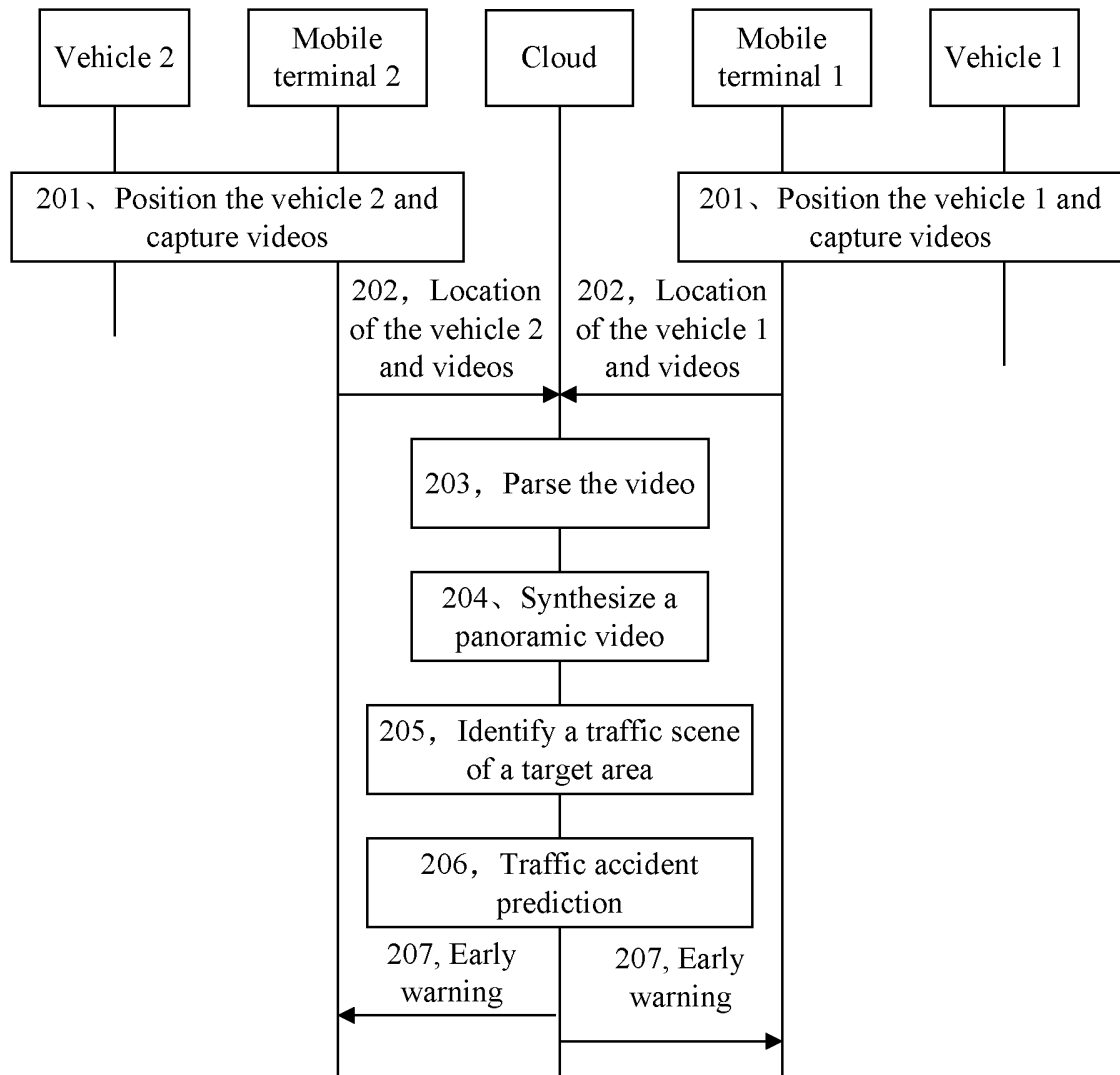 Vehicle 2
Mobile
terminal 2
Cloud
Mobile
terminal 1
Vehicle 1
201、Position the vehicle 2 and
capture videos
201、Position the vehicle 1 and
capture videos
202，Location
of the vehicle 2
and videos
202，Location
of the vehicle 1
and videos
203，Parse the video
204、Synthesize a
panoramic video
205，Identify a traffic scene
of a target area
206，Traffic accident
prediction
207, Early
warning
207, Early
warning